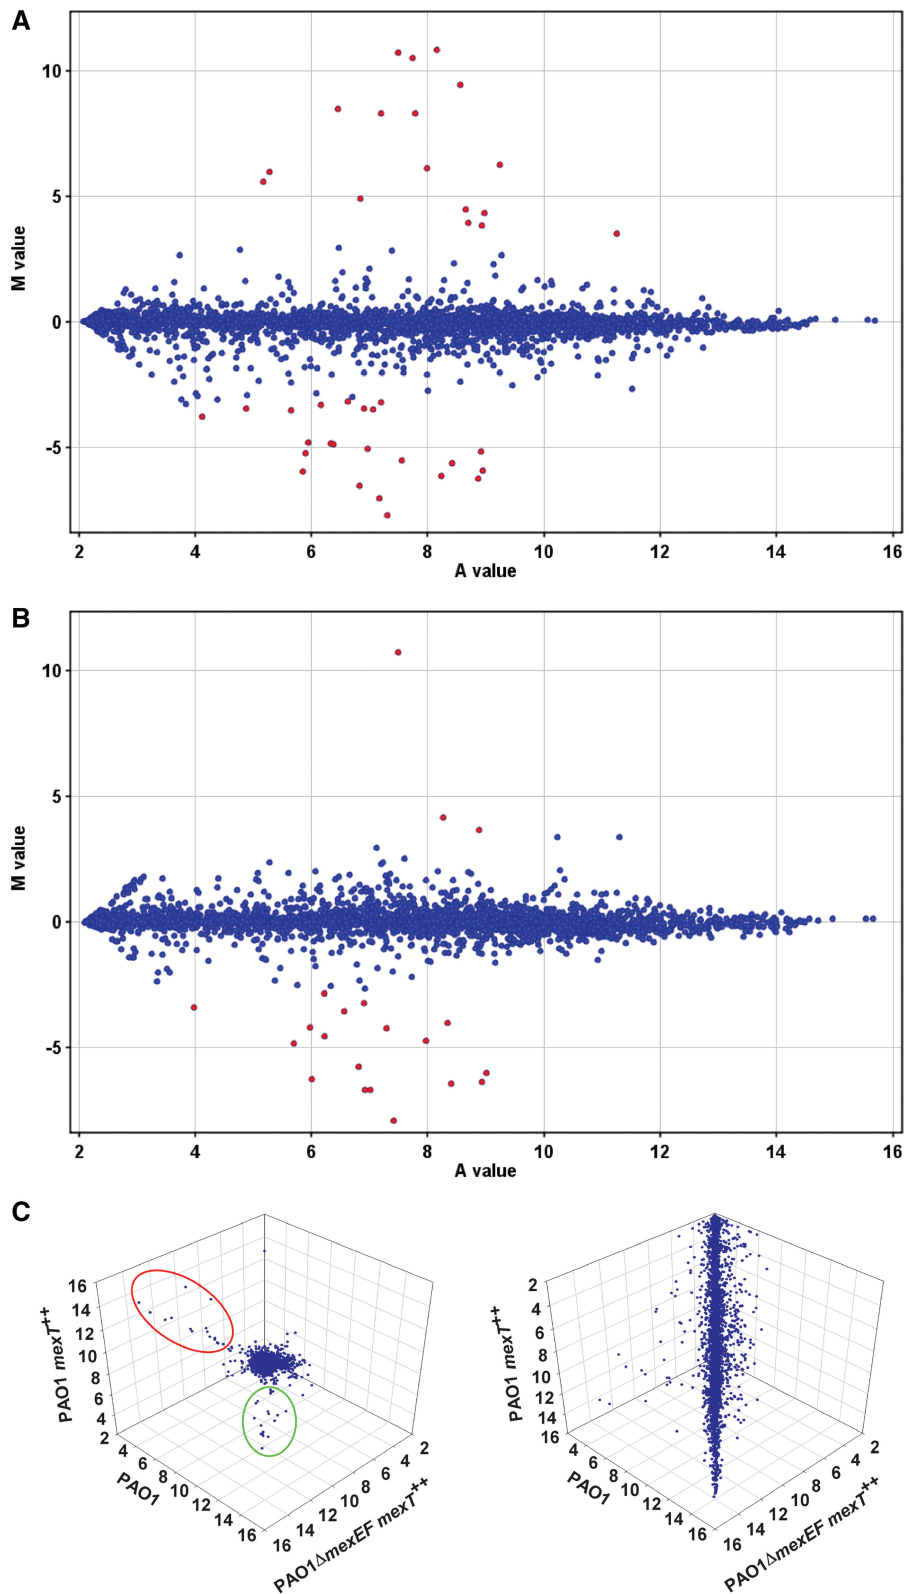 A
10
5
0
-5
M value
2 4 6 8 10 12 14 16
A value
B
10
5
0
-5
M value
2 4 6 8 10 12 14 16
A value
C
16
14
12
10
8
6
4
2
PAO1 mexT++
4 6 8 10 12 14 16
PAO1
16 14 12 10 8 6 4 2
PAO1ΔmexEF mexT++
2
4
6
8
10
12
14
16
PAO1 mexT++
4 6 8 10 12 14 16
PAO1
16 14 12 10 8 6 4 2
PAO1ΔmexEF mexT++